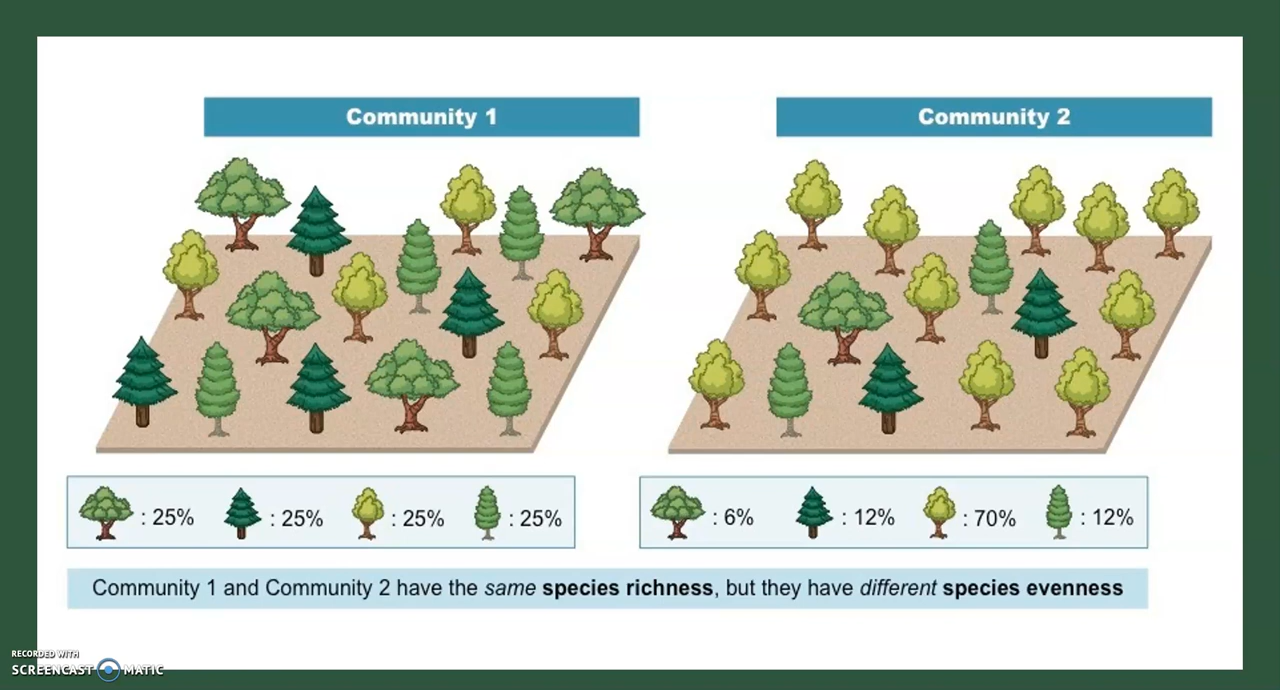 Community 1
Community 2
: 25% : 25% : 25% : 25%
: 6% : 12% : 70% : 12%
Community 1 and Community 2 have the same species richness, but they have different species evenness
RECORDED WITH
SCREENCAST MATIC